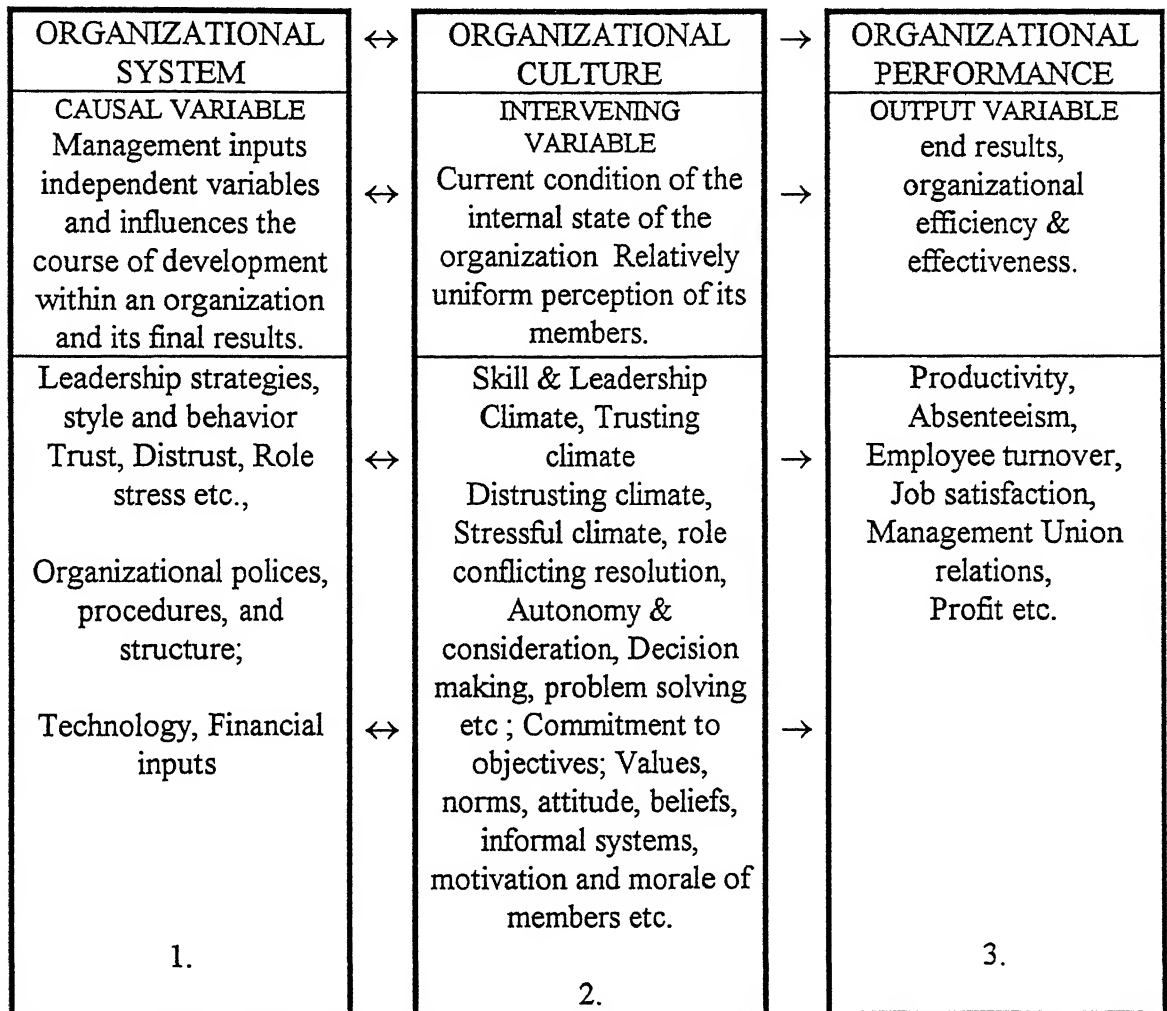 ORGANIZATIONAL
SYSTEM
CAUSAL VARIABLE
Management inputs
independent variables
and influences the
course of development
within an organization
and its final results.
Leadership strategies,
style and behavior
Trust, Distrust, Role
stress etc.,
Organizational polices,
procedures, and
structure;
Technology, Financial
inputs
1.
↔
↔
↔
↔
ORGANIZATIONAL
CULTURE
INTERVENING
VARIABLE
Current condition of the
internal state of the
organization Relatively
uniform perception of its
members.
Skill & Leadership
Climate, Trusting
climate
Distrusting climate,
Stressful climate, role
conflicting resolution,
Autonomy &
consideration, Decision
making, problem solving
etc ; Commitment to
objectives; Values,
norms, attitude, beliefs,
informal systems,
motivation and morale of
members etc.
2.
→
→
→
→
ORGANIZATIONAL
PERFORMANCE
OUTPUT VARIABLE
end results,
organizational
efficiency &
effectiveness.
Productivity,
Absenteeism,
Employee turnover,
Job satisfaction,
Management Union
relations,
Profit etc.
3.